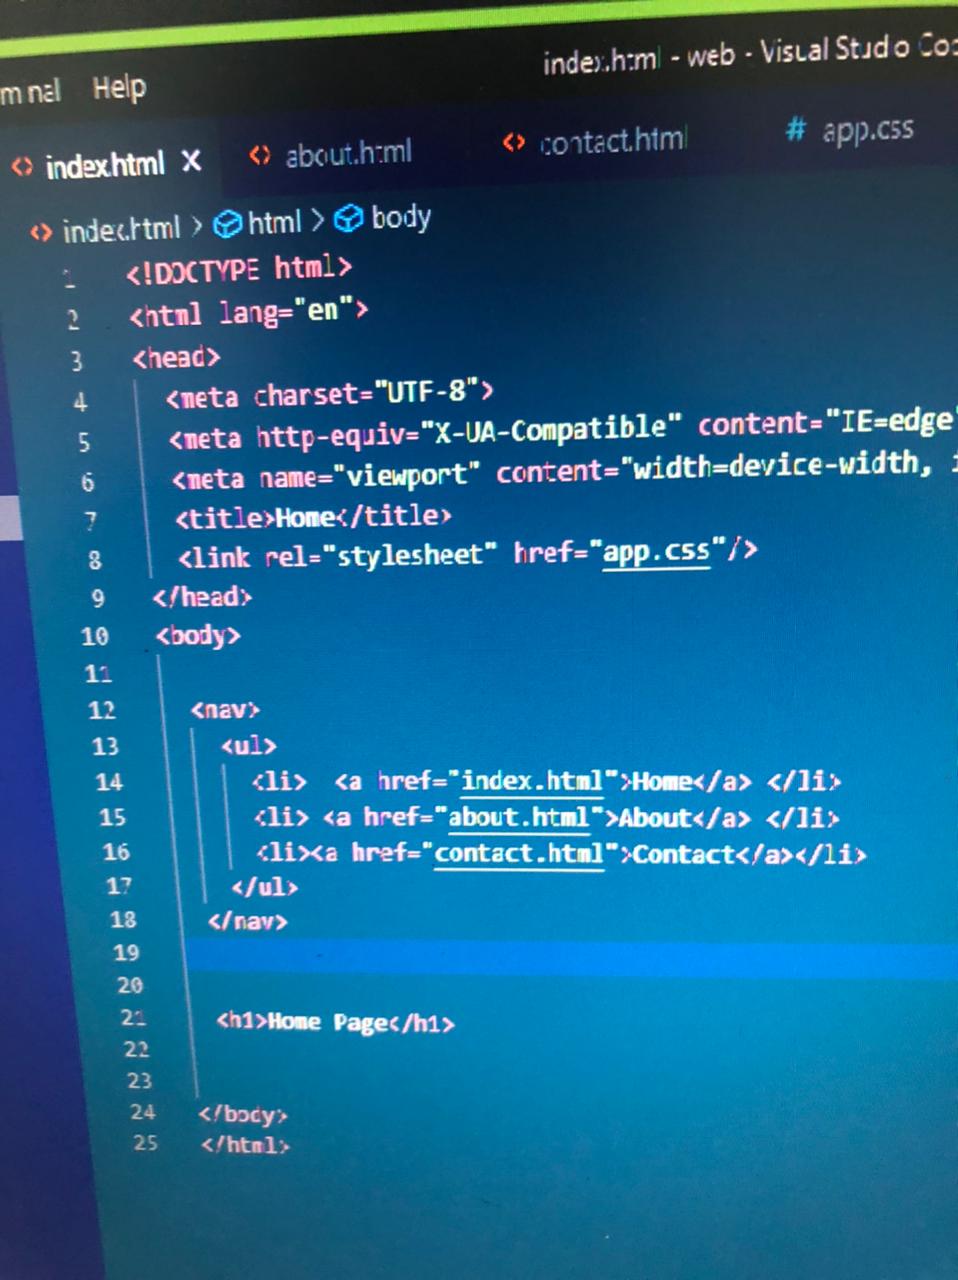 Help index.html - web - Visual Studio
index.html X about.html contact.html # app.css
index.html > html > body
1 <!DOCTYPE html>
2 <html lang="en">
3 <head>
4 <meta charset="UTF-8">
5 <meta http-equiv="X-UA-Compatible" content="IE=edge"
6 <meta name="viewport" content="width=device-width,
7 <title>Home</title>
8 <link rel="stylesheet" href="app.css"/>
9 </head>
10 <body>
11
12 <nav>
13 <ul>
14 <li>  <a href="index.html">Home</a> </li>
15 <li> <a href="about.html">About</a> </li>
16 <li><a href="contact.html">Contact</a></li>
17 </ul>
18 </nav>
19
20
21 <h1>Home Page</h1>
22
23
24 </body>
25 </html>